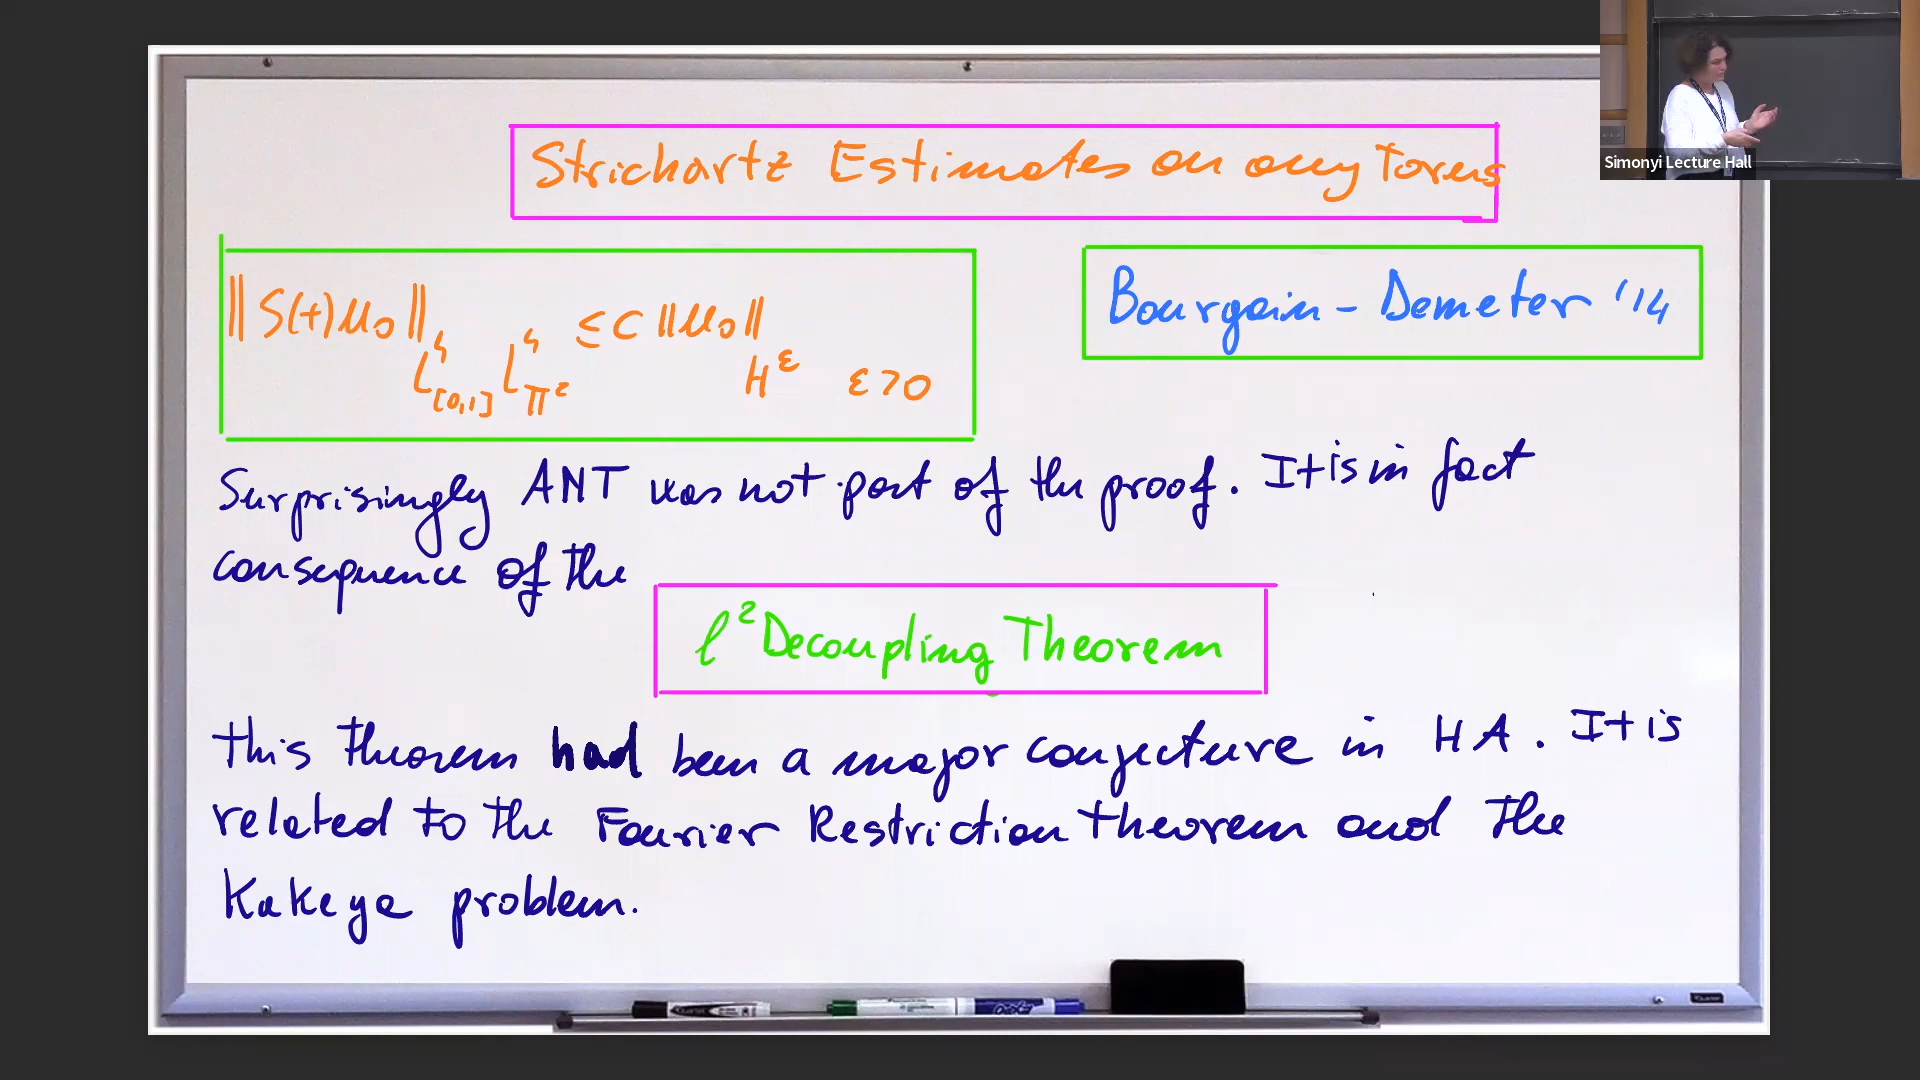 Simonyi Lecture Hall
Strichartz Estimates on any Torus
‖S(t)u₀‖_{L⁴_{[0,1]} L⁴_{𝕋²}} ≤ C ‖u₀‖_{H^ε} ε>0
Bourgain - Demeter '14
Surprisingly ANT was not part of the proof. It is in fact
consequence of the
ℓ² Decoupling Theorem
This theorem had been a major conjecture in HA. It is
related to the Fourier Restriction theorem and the
Kakeya problem.